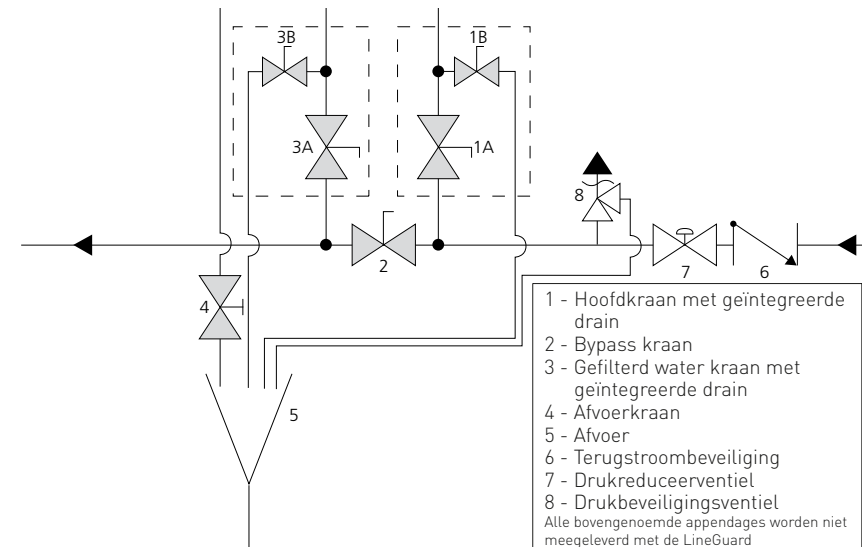 3B
1B
3A
1A
8
2
7
6
4
5
1 - Hoofdkraan met geïntegreerde
drain
2 - Bypass kraan
3 - Gefilterd water kraan met
geïntegreerde drain
4 - Afvoerkraan
5 - Afvoer
6 - Terugstroombeveiliging
7 - Drukreduceerventiel
8 - Drukbeveiligingsventiel
Alle bovengenoemde appendages worden niet
meegeleverd met de LineGuard